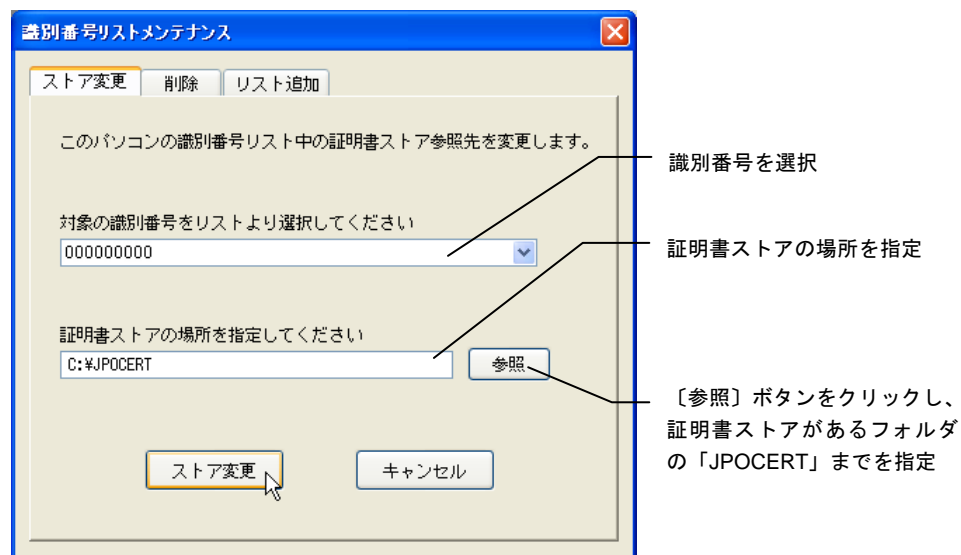 識別番号リストメンテナンス
ストア変更 削除 リスト追加
このパソコンの識別番号リスト中の証明書ストア参照先を変更します。
識別番号を選択
対象の識別番号をリストより選択してください
000000000
証明書ストアの場所を指定
証明書ストアの場所を指定してください
C:¥JPOCERT 参照
〔参照〕ボタンをクリックし、
証明書ストアがあるフォルダ
の「JPOCERT」までを指定
ストア変更 キャンセル